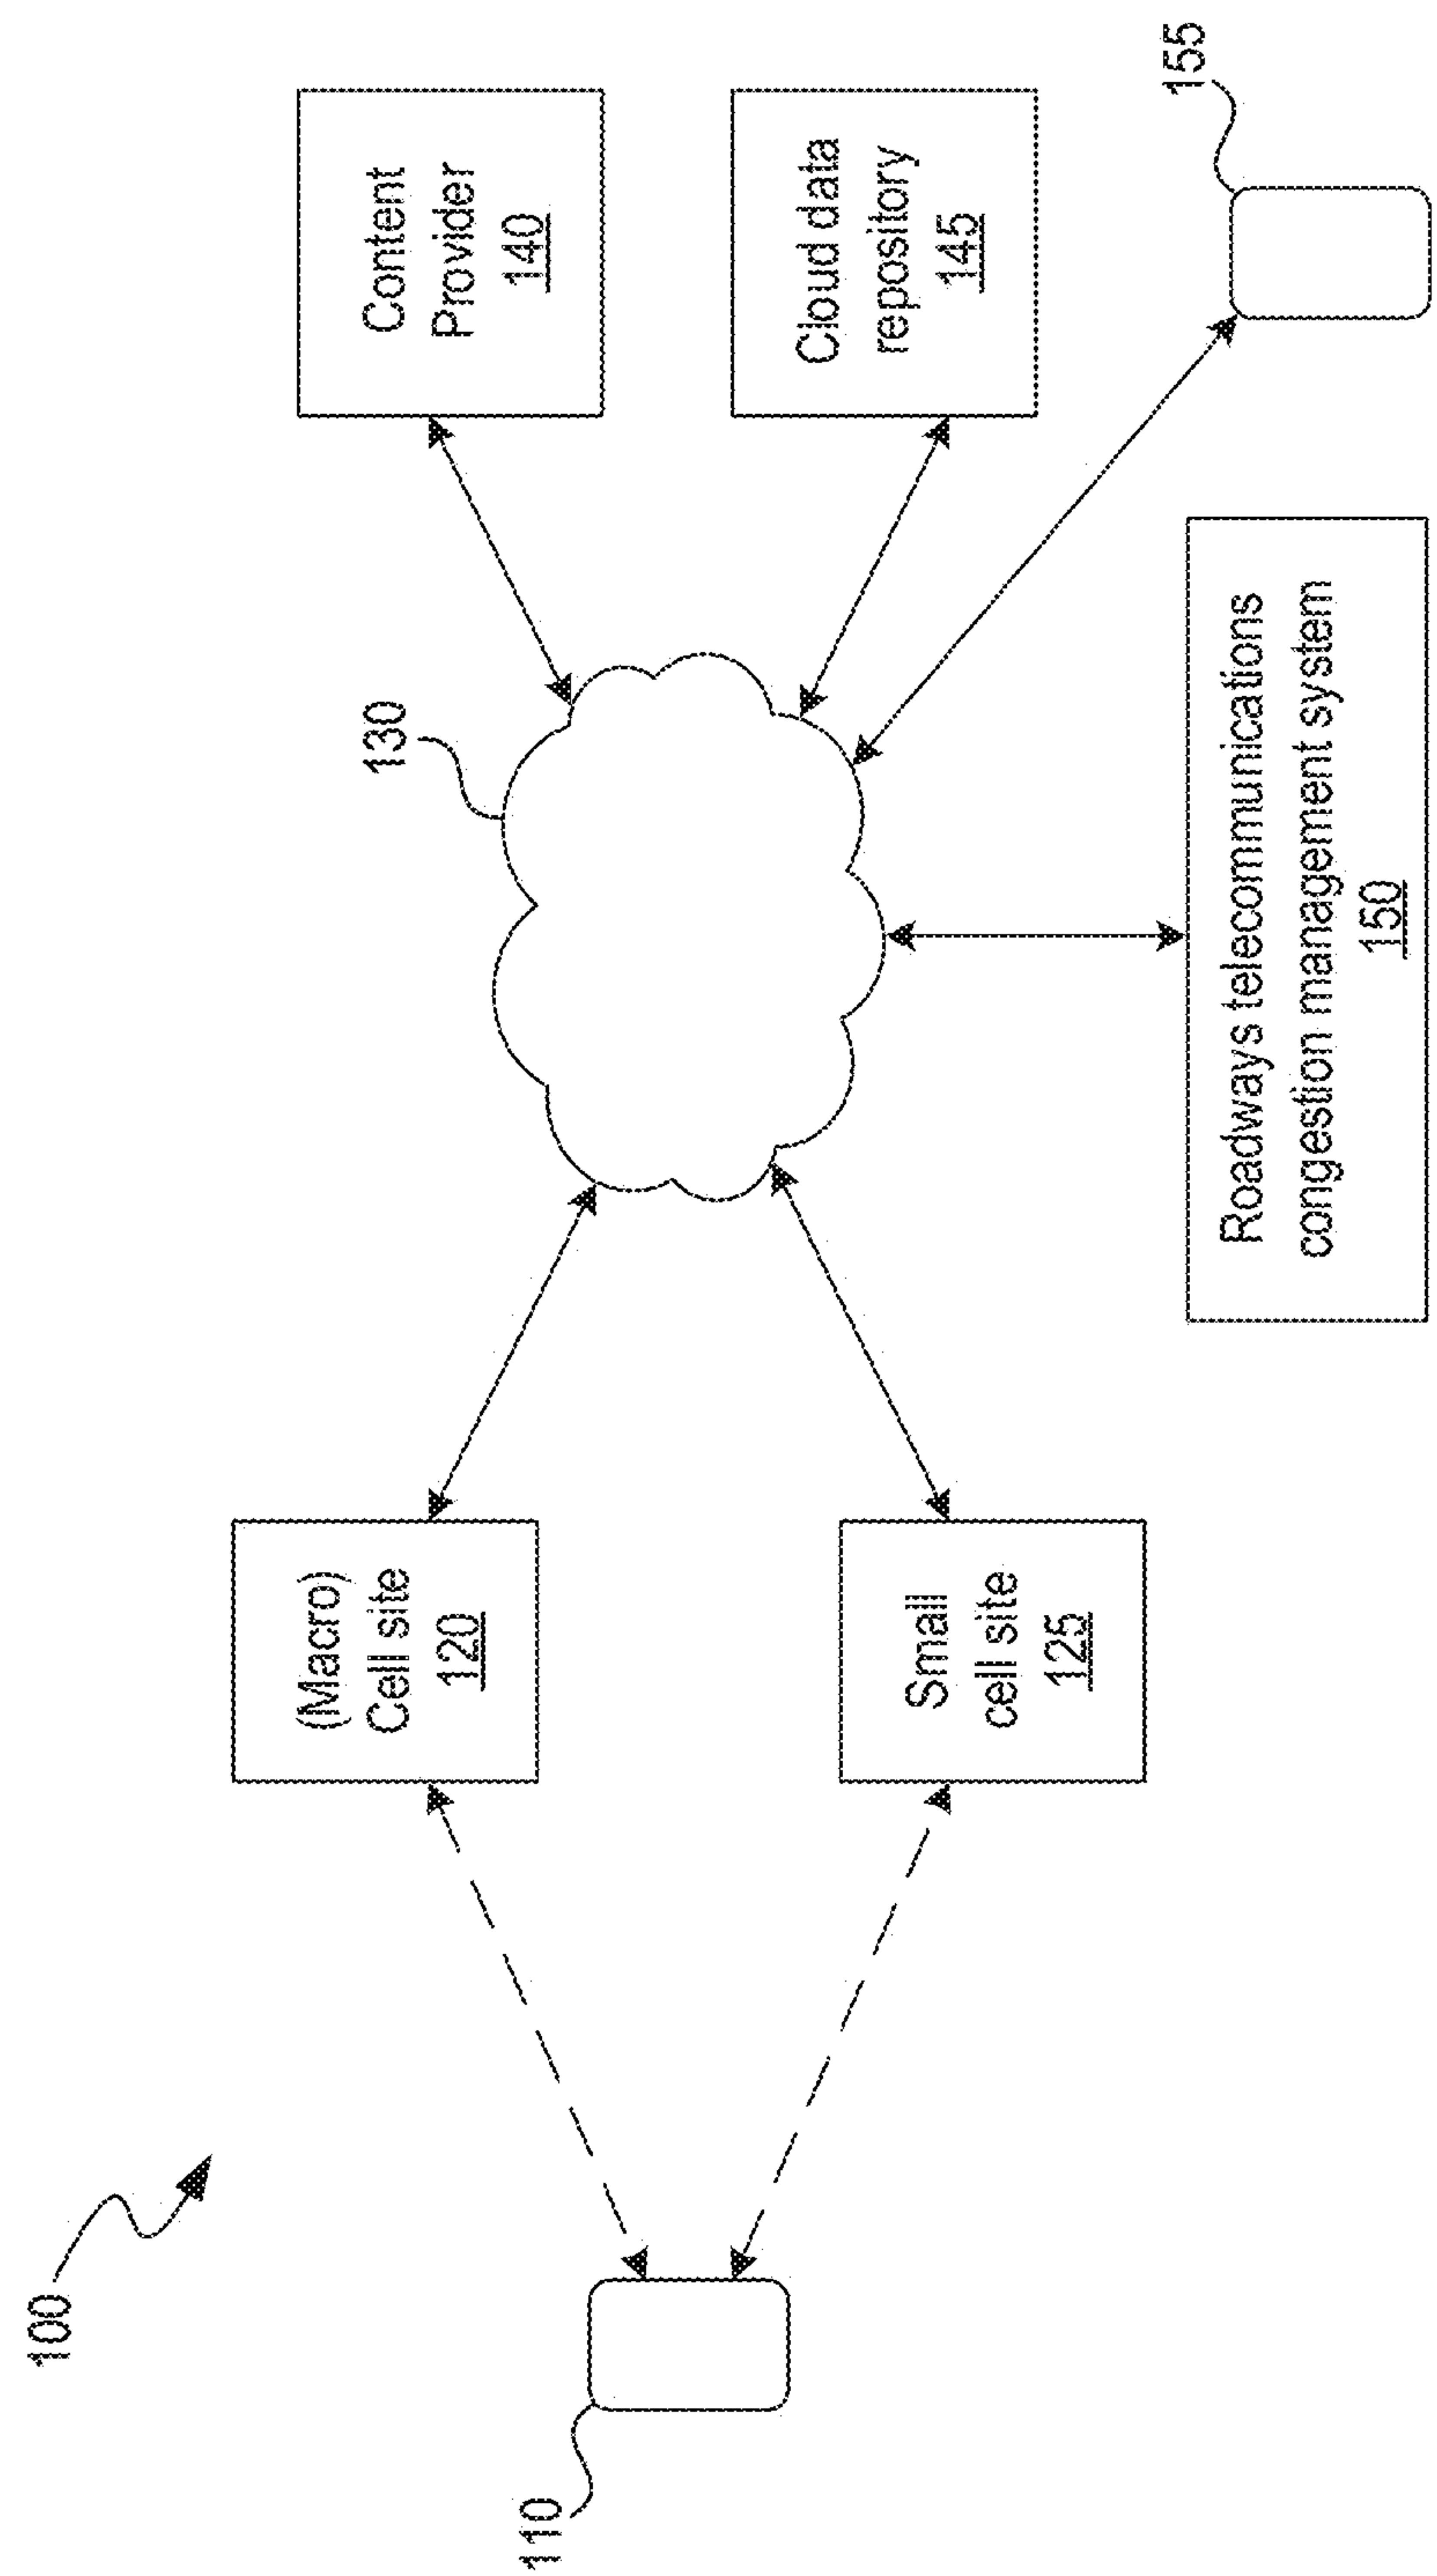 100
110
(Macro)
Cell site
120
Small
cell site
125
130
Content
Provider
140
Cloud data
repository
145
Roadways telecommunications
congestion management system
150
155